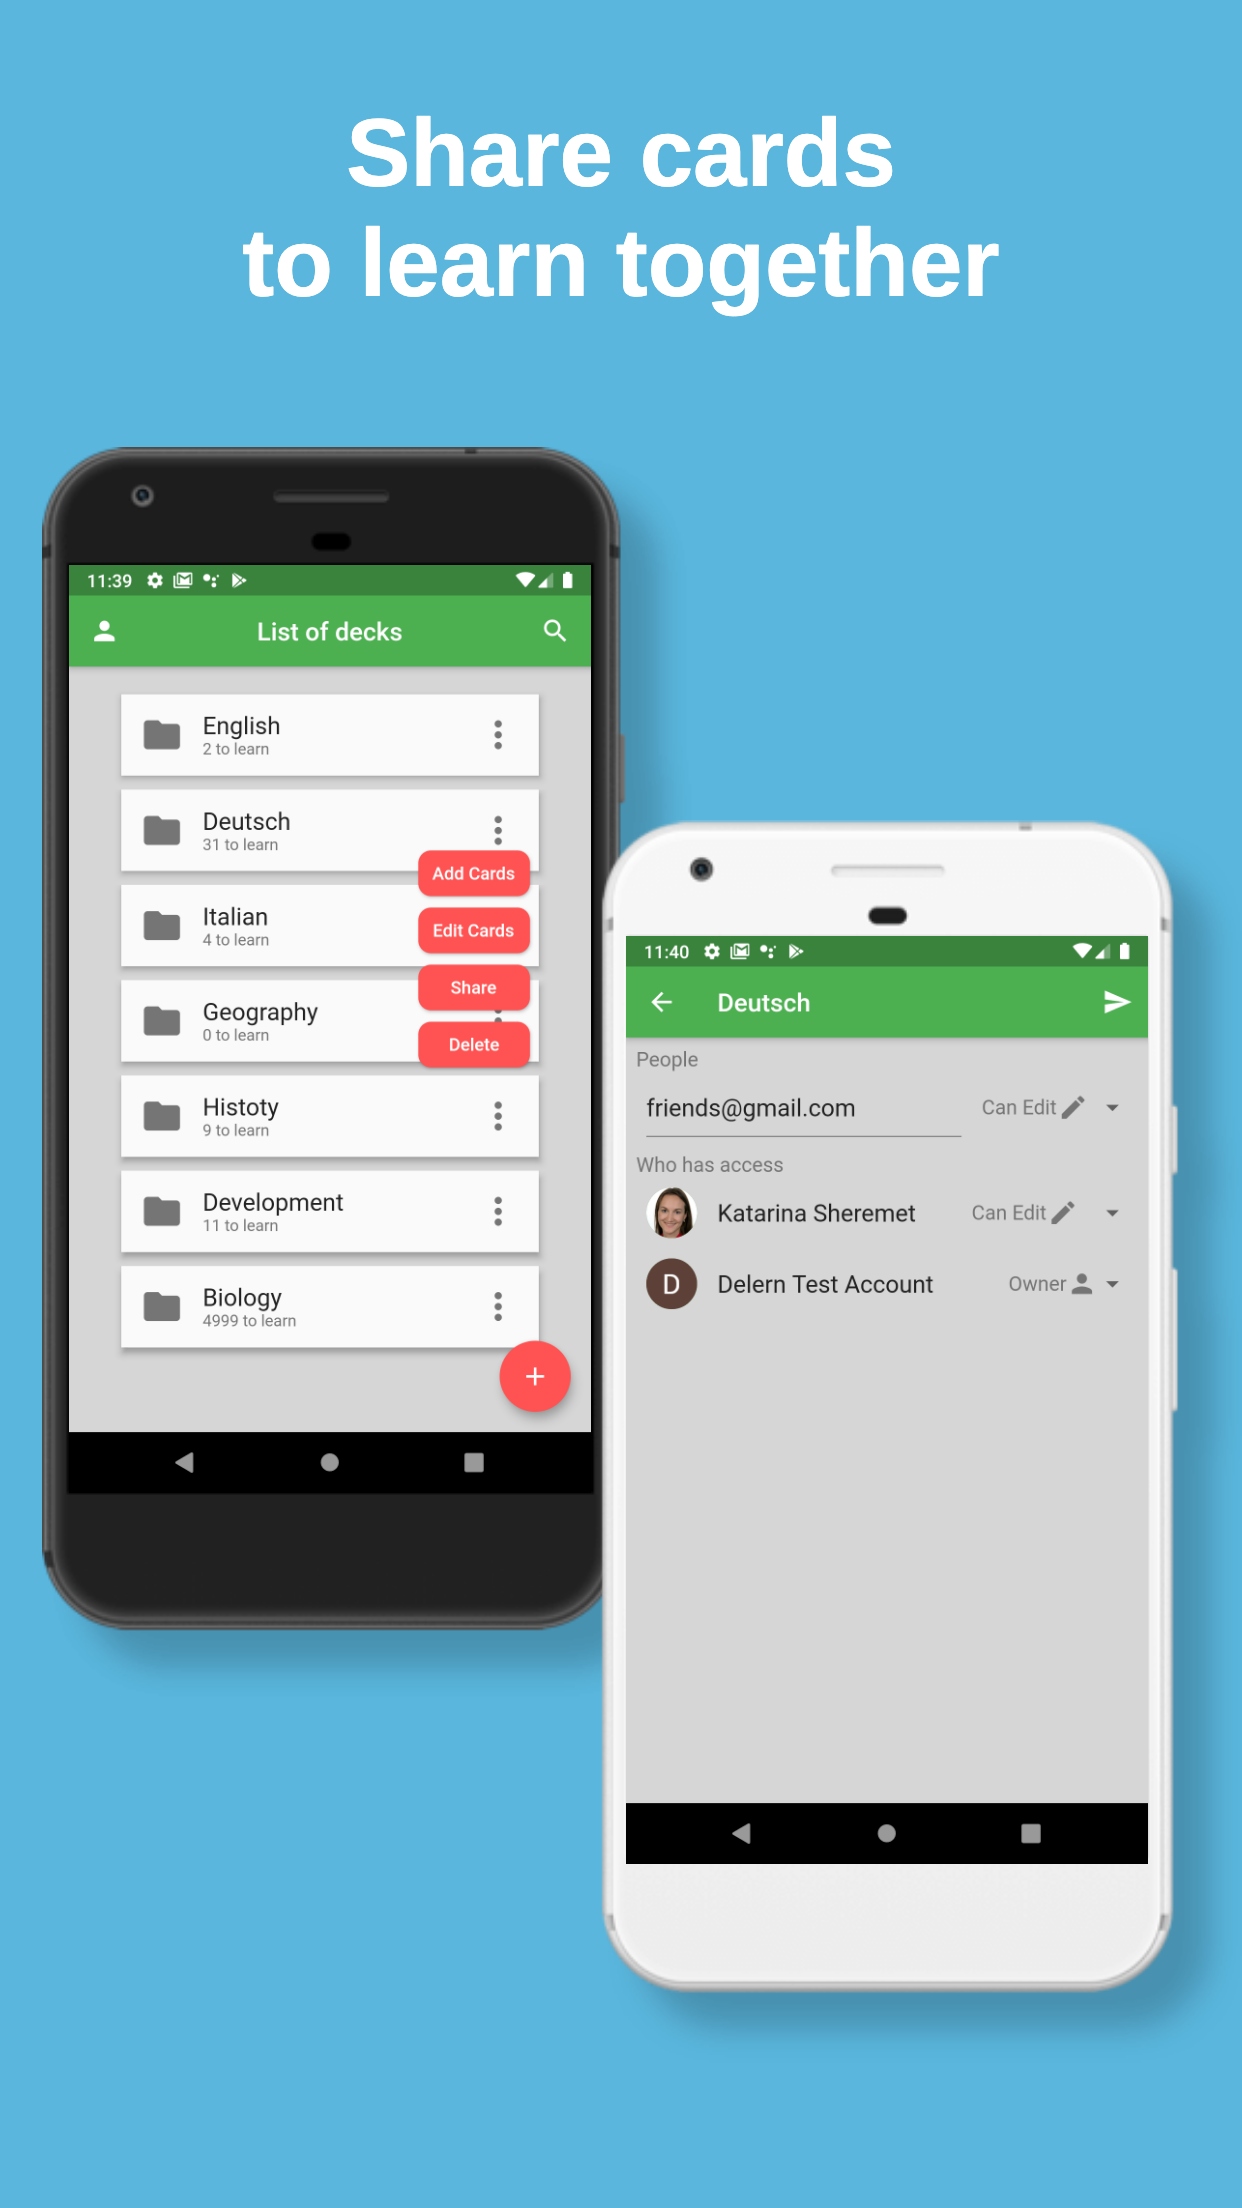 Share cards
to learn together
11:39
List of decks
English
2 to learn
Deutsch
31 to learn
Add Cards
Italian
4 to learn
Edit Cards
Share
Geography
0 to learn
Delete
Histoty
9 to learn
Development
11 to learn
Biology
4999 to learn
+
11:40
Deutsch
People
friends@gmail.com Can Edit
Who has access
Katarina Sheremet Can Edit
D Delern Test Account Owner